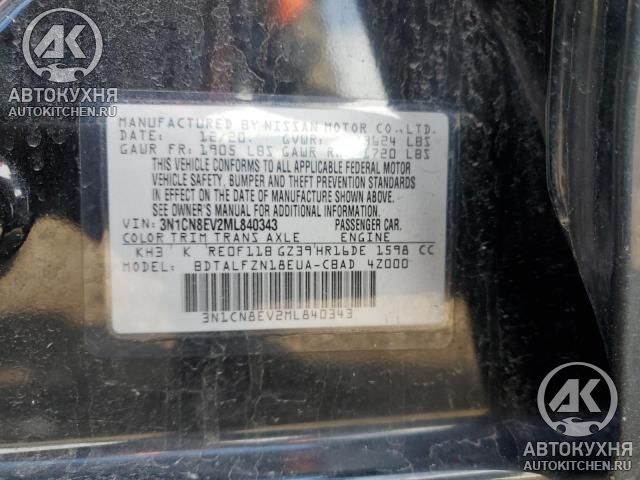 АК
АВТОКУХНЯ
AUTOKITCHEN.RU
MANUFACTURED BY NISSAN MOTOR CO.,LTD.
DATE: 12/20. GVWR: 3624 LBS
GAWR FR: 1905 LBS GAWR RR: 1720 LBS
THIS VEHICLE CONFORMS TO ALL APPLICABLE FEDERAL MOTOR
VEHICLE SAFETY, BUMPER AND THEFT PREVENTION STANDARDS
IN EFFECT ON THE DATE OF MANUFACTURE SHOWN ABOVE.
SEE OWNER'S MANUAL FOR ADDITIONAL INFORMATION.
VIN: 3N1CN8EV2ML840343 PASSENGER CAR.
COLOR TRIM TRANS AXLE ENGINE
KH3 K RE0F11B GZ39 HR16DE 1598 CC
MODEL: BDTALFZN18EUA-CBAD 4Z000
3N1CN8EV2ML840343
АК
АВТОКУХНЯ
AUTOKITCHEN.RU